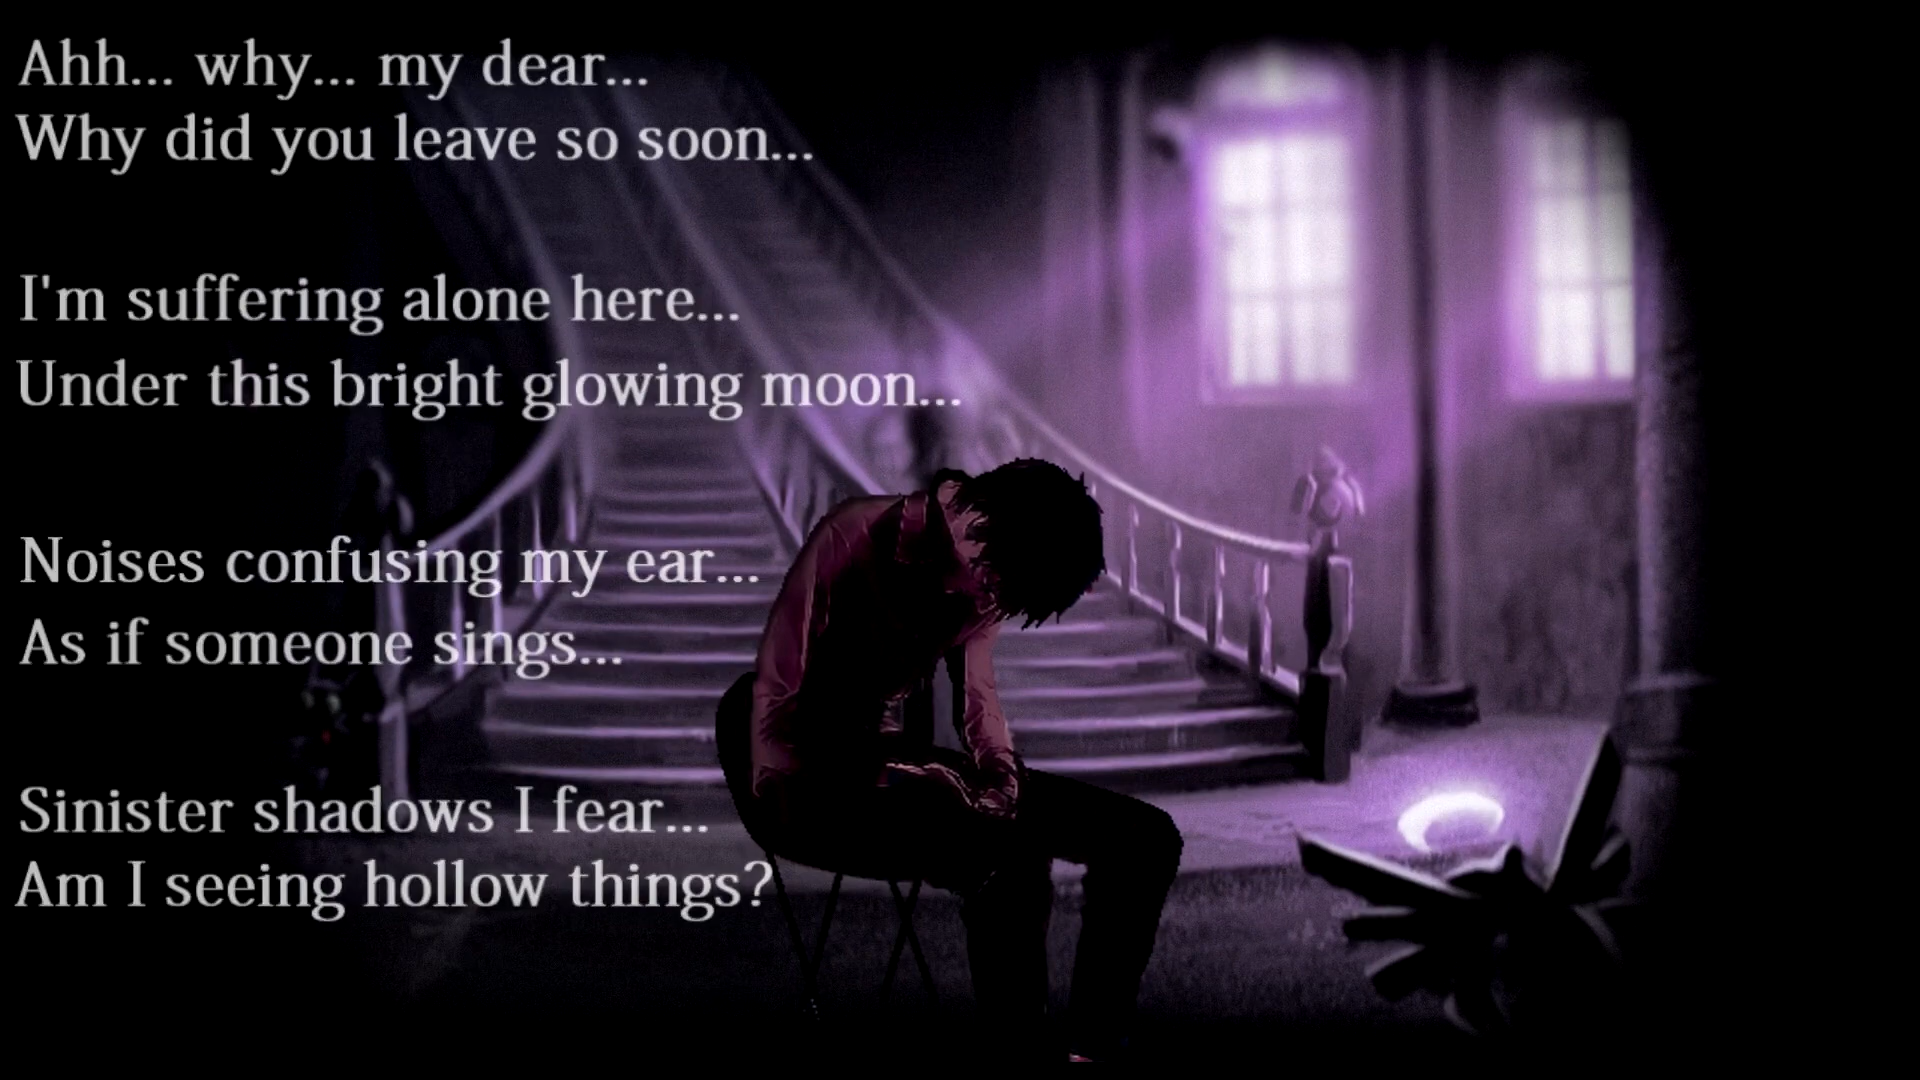 Ahh... why... my dear...
Why did you leave so soon...
I'm suffering alone here...
Under this bright glowing moon...
Noises confusing my ear...
As if someone sings...
Sinister shadows I fear...
Am I seeing hollow things?